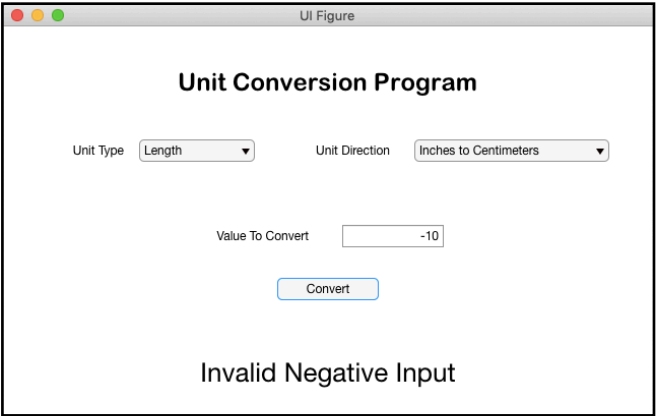 UI Figure
Unit Conversion Program
Unit Type Length Unit Direction Inches to Centimeters
Value To Convert -10
Convert
Invalid Negative Input